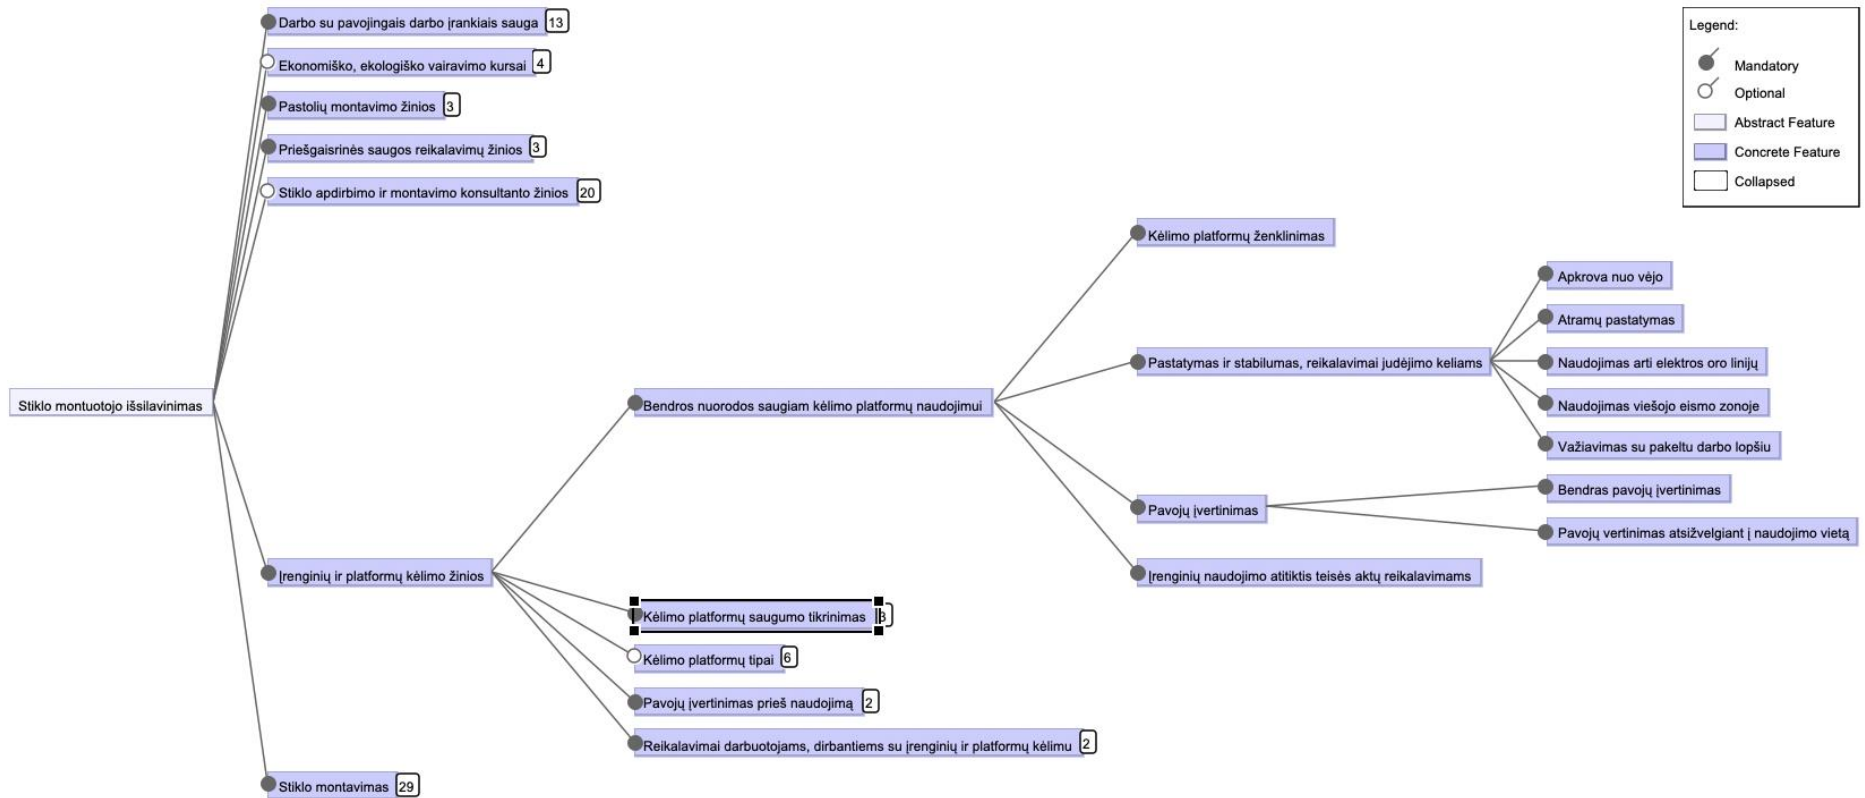 Darbo su pavojingais darbo įrankiais sauga 13
Ekonomiško, ekologiško vairavimo kursai 4
Pastolių montavimo žinios 3
Priešgaisrinės saugos reikalavimų žinios 3
Stiklo apdirbimo ir montavimo konsultanto žinios 20
Stiklo montuotojo išsilavinimas
Įrenginių ir platformų kėlimo žinios
Stiklo montavimas 29
Bendros nuorodos saugiam kėlimo platformų naudojimui
Kėlimo platformų saugumo tikrinimas
Kėlimo platformų tipai 6
Pavojų įvertinimas prieš naudojimą 2
Reikalavimai darbuotojams, dirbantiems su įrenginių ir platformų kėlimu 2
Kėlimo platformų ženklinimas
Pastatymas ir stabilumas, reikalavimai judėjimo keliams
Pavojų įvertinimas
Įrenginių naudojimo atitiktis teisės aktų reikalavimams
Apkrova nuo vėjo
Atramų pastatymas
Naudojimas arti elektros oro linijų
Naudojimas viešojo eismo zonoje
Važiavimas su pakeltu darbo lopšiu
Bendras pavojų įvertinimas
Pavojų vertinimas atsižvelgiant į naudojimo vietą
Legend:
Mandatory
Optional
Abstract Feature
Concrete Feature
Collapsed